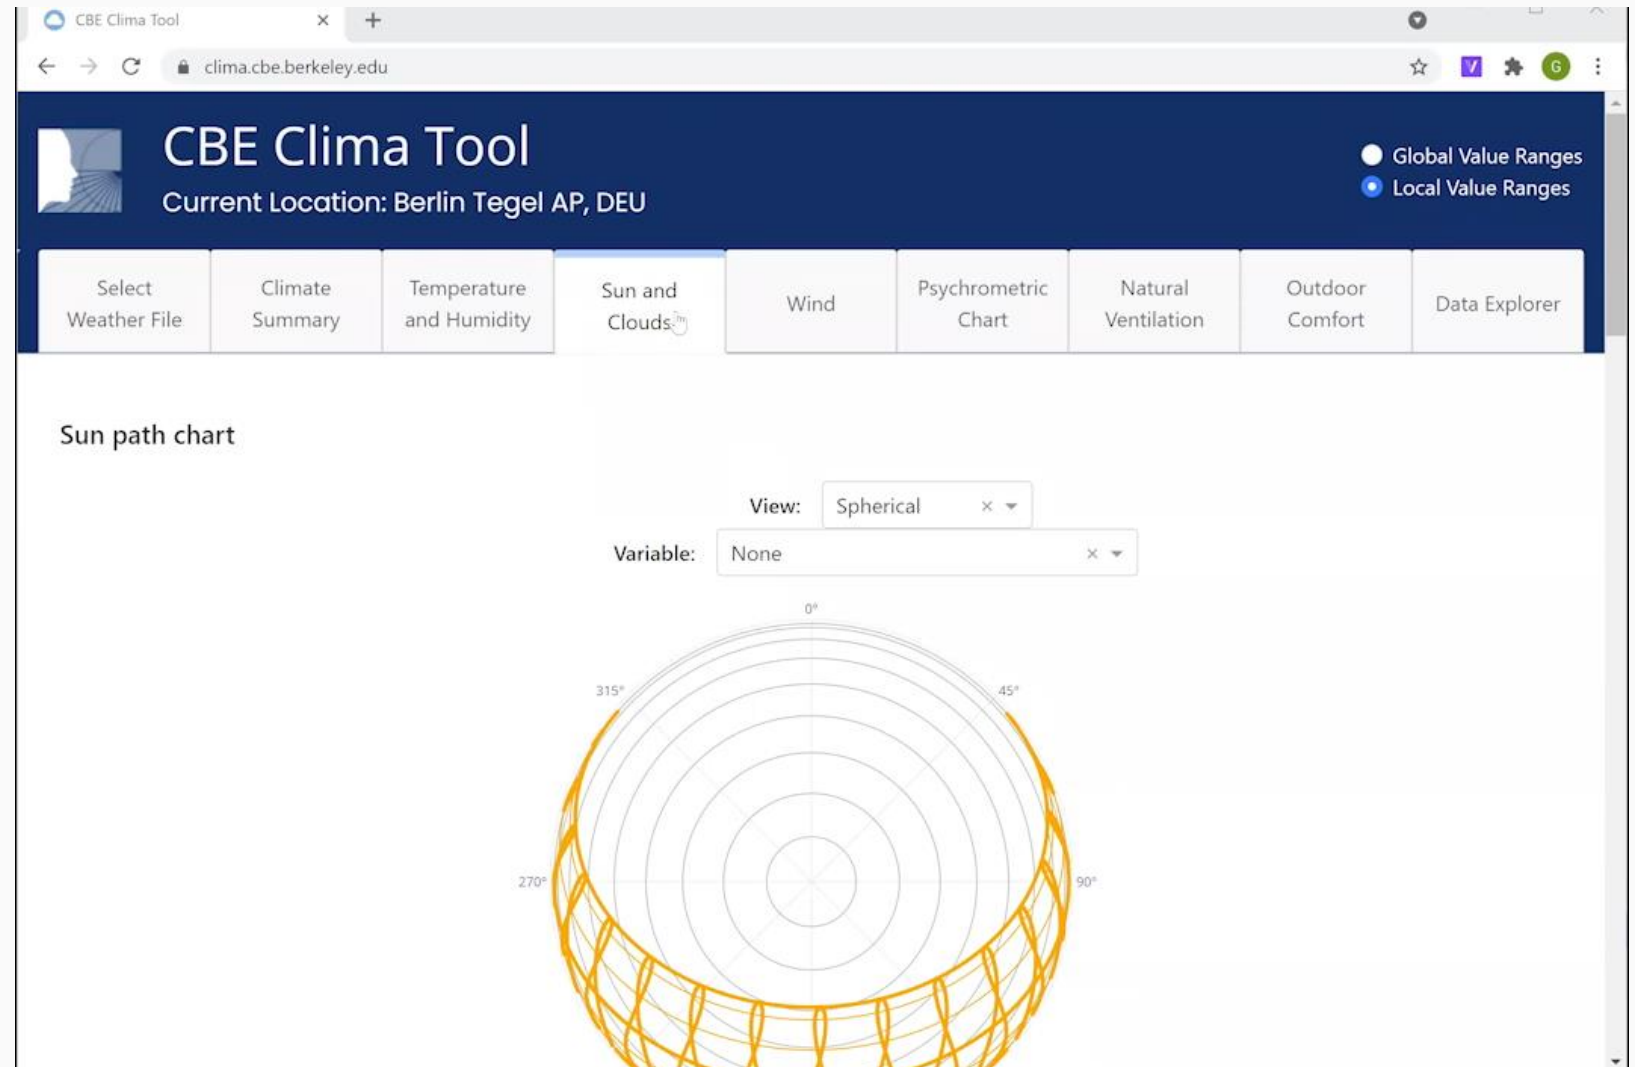 CBE Clima Tool
clima.cbe.berkeley.edu
V
G
CBE Clima Tool
Current Location: Berlin Tegel AP, DEU
Global Value Ranges
Local Value Ranges
Select
Weather File
Climate
Summary
Temperature
and Humidity
Sun and
Clouds
Wind
Psychrometric
Chart
Natural
Ventilation
Outdoor
Comfort
Data Explorer
Sun path chart
View: Spherical
Variable: None
0°
315°
45°
270°
90°